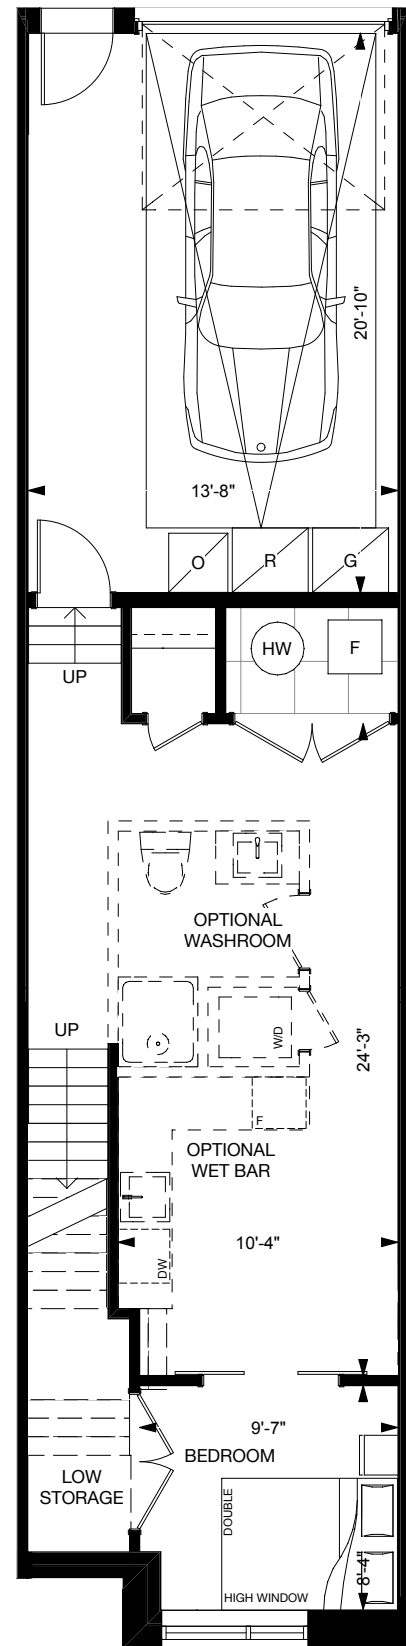 20'-10"
13'-8"
O
R
G
HW
F
UP
OPTIONAL
WASHROOM
W/D
24'-3"
UP
F
OPTIONAL
WET BAR
10'-4"
DW
9'-7"
BEDROOM
LOW
STORAGE
DOUBLE
8'-4"
HIGH WINDOW